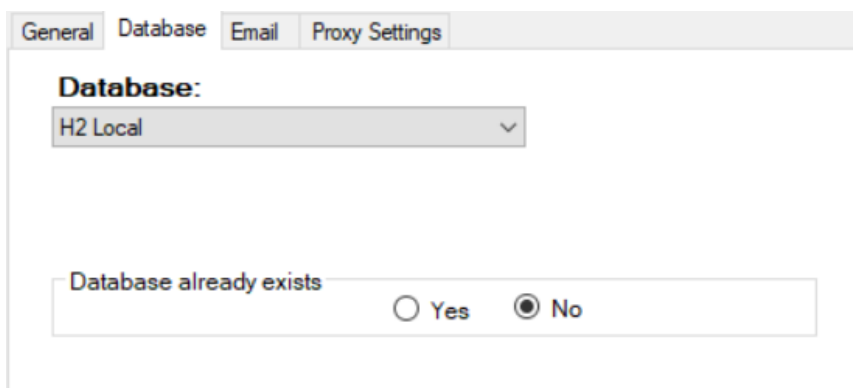 General Database Email Proxy Settings
Database:
H2 Local
Database already exists
Yes No